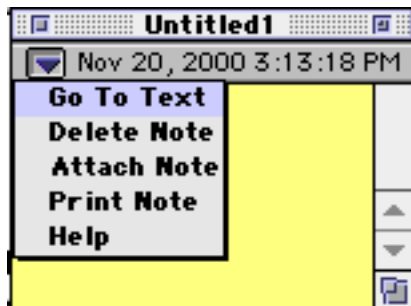 Untitled1
Nov 20, 2000 3:13:18 PM
Go To Text
Delete Note
Attach Note
Print Note
Help